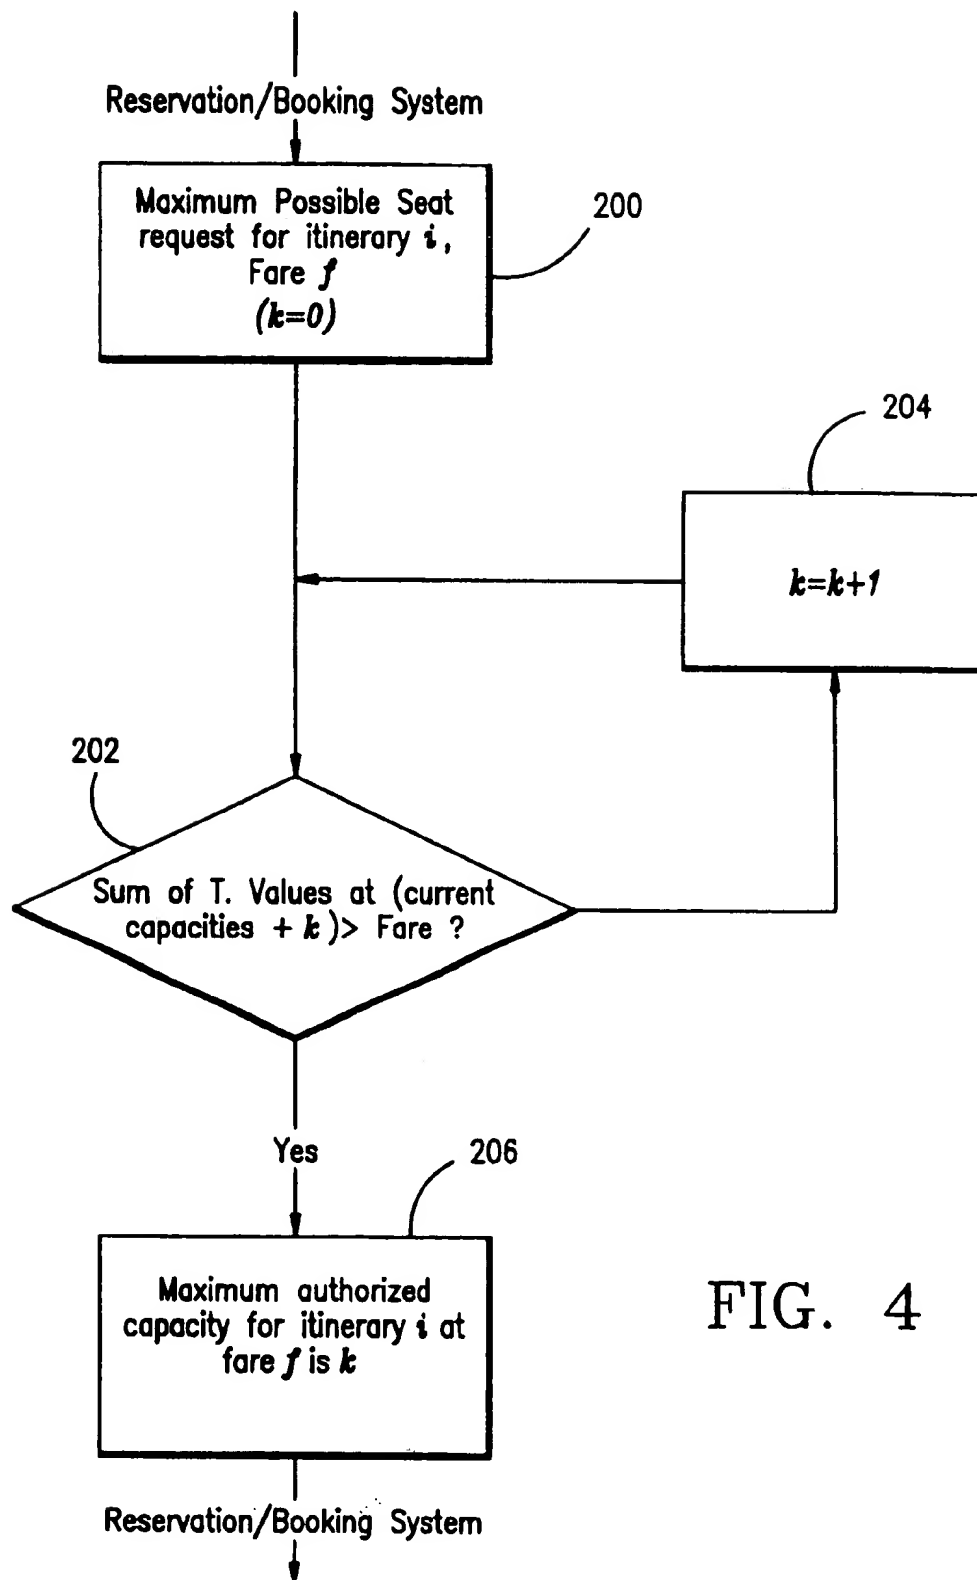 Reservation/Booking System
Maximum Possible Seat
request for itinerary i,
Fare f
(k=0)
200
204
k=k+1
202
Sum of T. Values at (current
capacities + k)> Fare ?
Yes
206
Maximum authorized
capacity for itinerary i at
fare f is k
FIG. 4
Reservation/Booking System